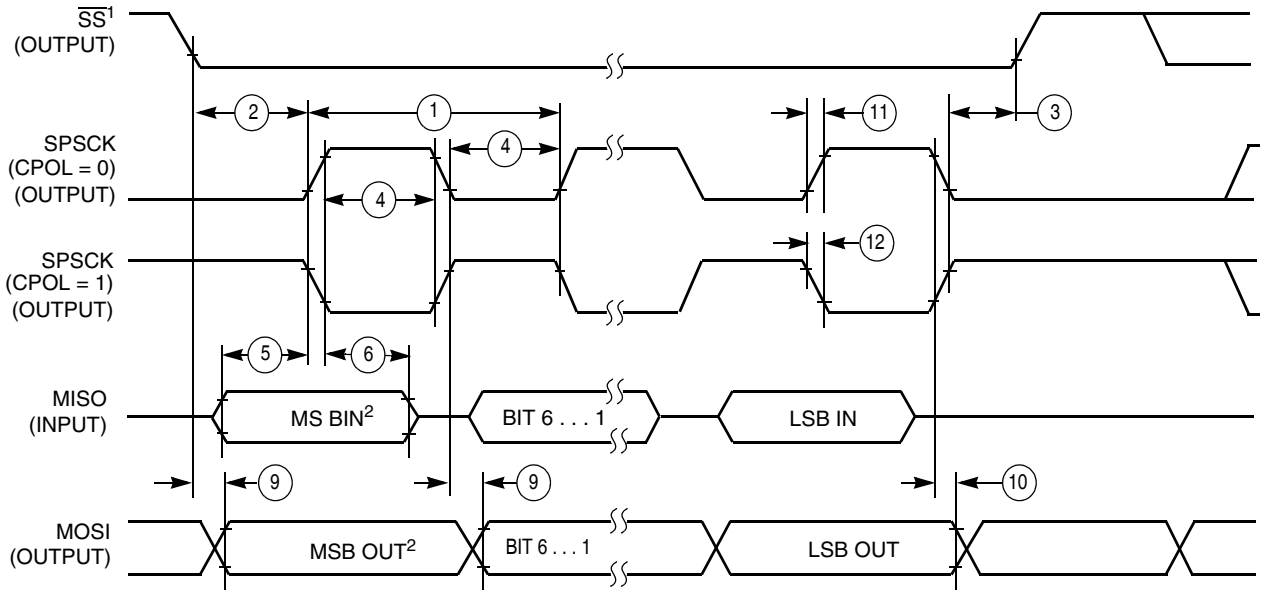 SS1
(OUTPUT)
2
1
11
3
SPSCK
(CPOL = 0)
(OUTPUT)
4
4
12
SPSCK
(CPOL = 1)
(OUTPUT)
5
6
MISO
(INPUT)
MS BIN2
BIT 6 . . . 1
LSB IN
9
9
10
MOSI
(OUTPUT)
MSB OUT2
BIT 6 . . . 1
LSB OUT